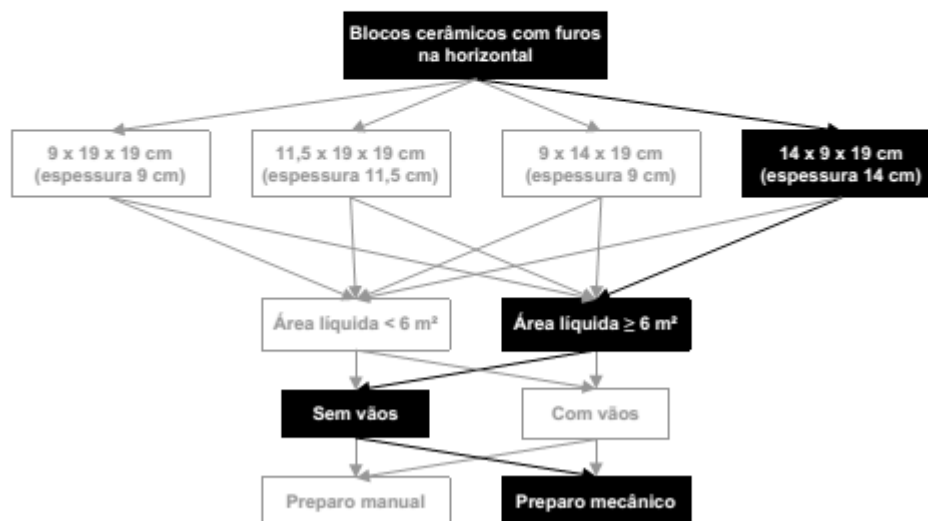 Blocos cerâmicos com furos
na horizontal
9 x 19 x 19 cm
(espessura 9 cm)
11,5 x 19 x 19 cm
(espessura 11,5 cm)
9 x 14 x 19 cm
(espessura 9 cm)
14 x 9 x 19 cm
(espessura 14 cm)
Área líquida < 6 m²
Área líquida ≥ 6 m²
Sem vãos
Com vãos
Preparo manual
Preparo mecânico